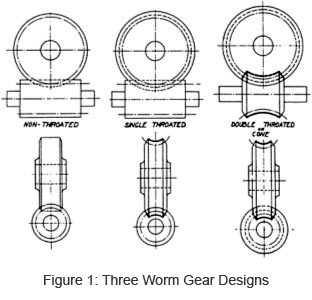 NON-THROATED
SINGLE THROATED
DOUBLE THROATED
OR
CONE
Figure 1: Three Worm Gear Designs